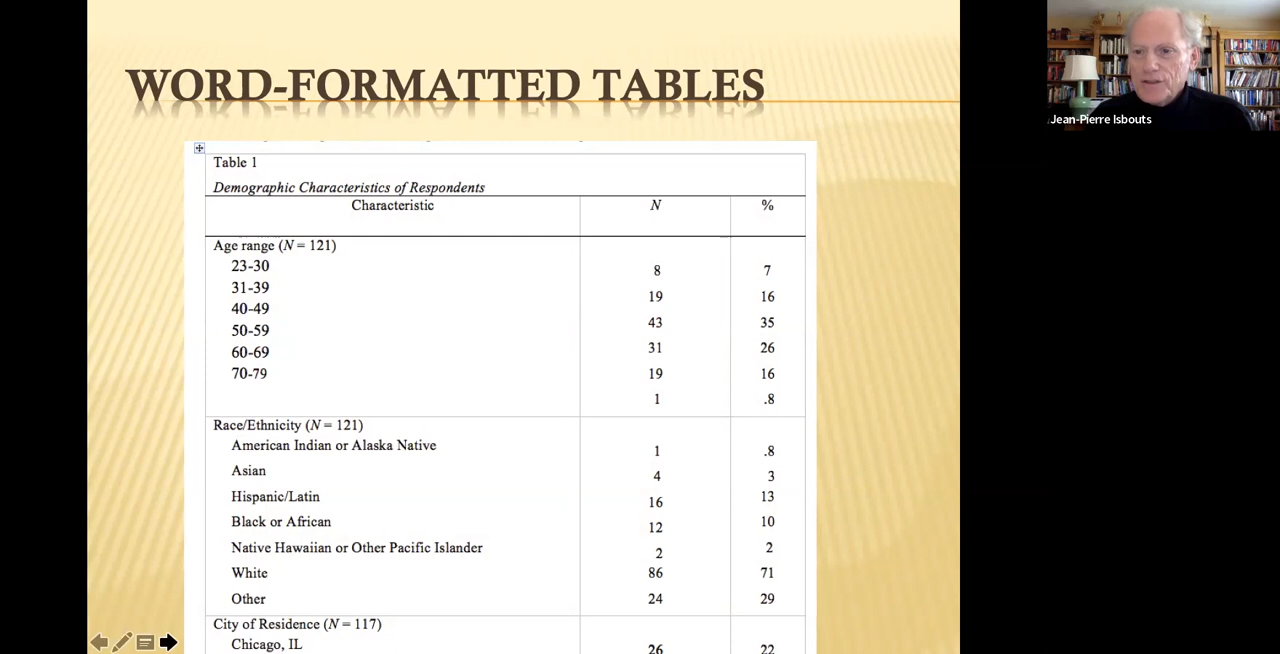 WORD-FORMATTED TABLES
Jean-Pierre Isbouts
Table 1
Demographic Characteristics of Respondents
Characteristic N %
Age range (N = 121)
23-30 8 7
31-39 19 16
40-49 43 35
50-59 31 26
60-69 19 16
70-79 1 .8
Race/Ethnicity (N = 121)
American Indian or Alaska Native 1 .8
Asian 4 3
Hispanic/Latin 16 13
Black or African 12 10
Native Hawaiian or Other Pacific Islander 2 2
White 86 71
Other 24 29
City of Residence (N = 117)
Chicago, IL 26 22